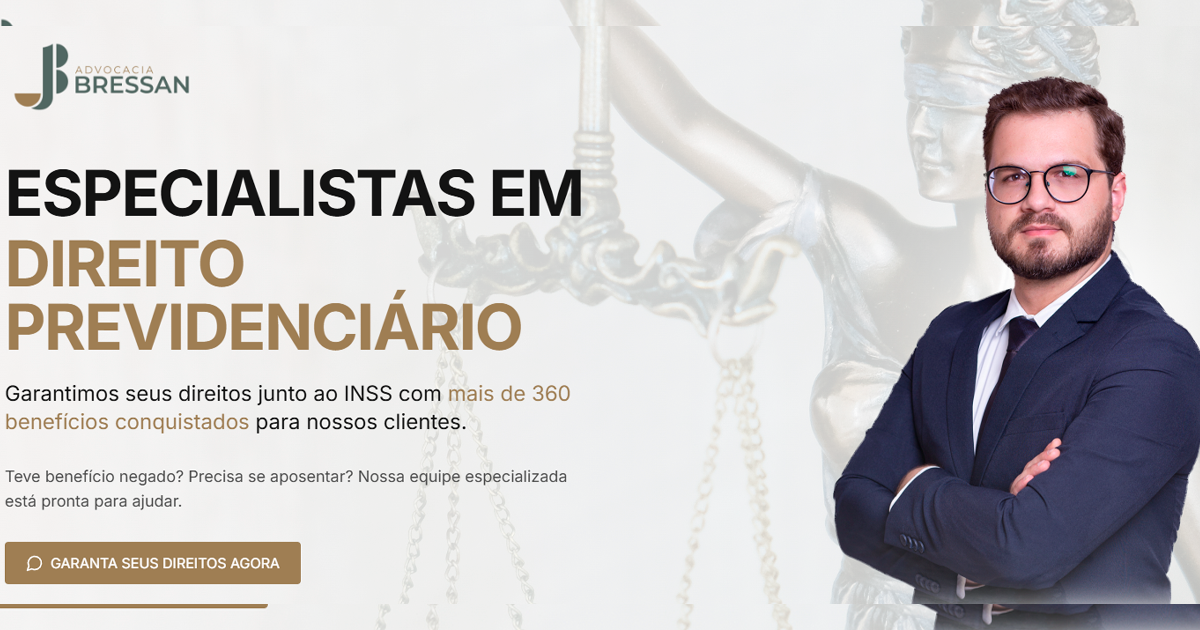 ADVOCACIA
BRESSAN
ESPECIALISTAS EM
DIREITO
PREVIDENCIÁRIO
Garantimos seus direitos junto ao INSS com mais de 360
benefícios conquistados para nossos clientes.
Teve benefício negado? Precisa se aposentar? Nossa equipe especializada
está pronta para ajudar.
GARANTA SEUS DIREITOS AGORA